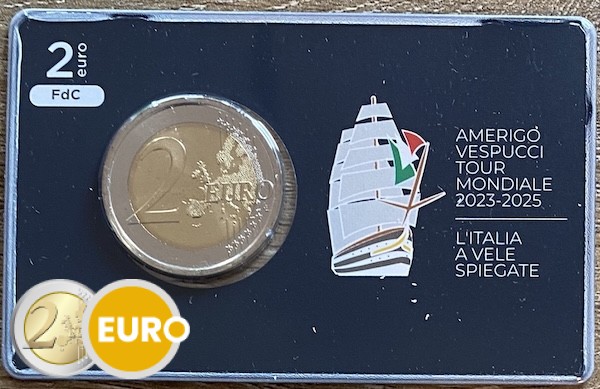 2 euro
FdC
2 EURO
AMERIGO
VESPUCCI
TOUR
MONDIALE
2023-2025
L'ITALIA
A VELE
SPIEGATE
2
EURO